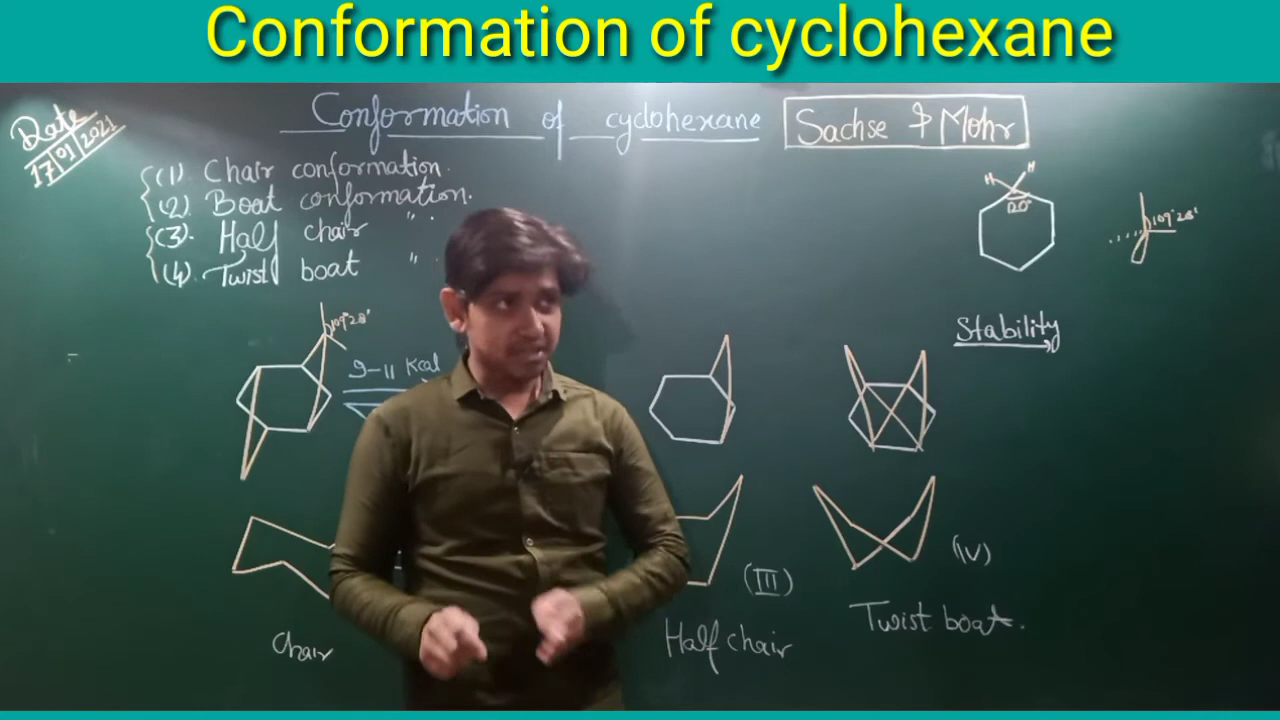 Conformation of cyclohexane
Conformation of cyclohexane
Sachse & Mohr
Date
17/01/2021
(1). Chair conformation.
(2). Boat conformation.
(3). Half chair " .
(4). Twist boat " .
H H
120°
109°28'
109°28'
9-11 Kcal
Stability
(III)
(IV)
Chair
Half chair
Twist boat.